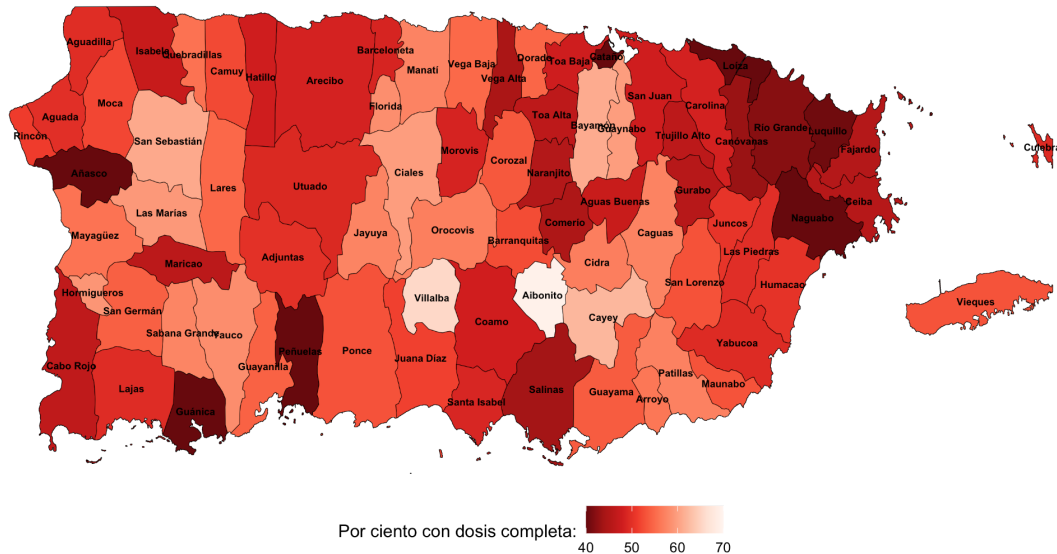 Aguadilla
Isabela
Quebradillas
Camuy
Hatillo
Arecibo
Barceloneta
Manatí
Vega Baja
Vega Alta
Dorado
Toa Baja
Cataño
Loíza
Moca
Aguada
Rincón
San Sebastián
Florida
Toa Alta
Bayamón
Guaynabo
San Juan
Trujillo Alto
Carolina
Canóvanas
Río Grande
Luquillo
Fajardo
Culebra
Añasco
Lares
Utuado
Ciales
Morovis
Corozal
Naranjito
Aguas Buenas
Gurabo
Ceiba
Las Marías
Mayagüez
Jayuya
Orocovis
Barranquitas
Comerío
Caguas
Juncos
Naguabo
Maricao
Adjuntas
Cidra
Las Piedras
Hormigueros
San Germán
Villalba
Aibonito
San Lorenzo
Humacao
Vieques
Sabana Grande
Yauco
Peñuelas
Ponce
Coamo
Cayey
Yabucoa
Cabo Rojo
Lajas
Guayanilla
Juana Díaz
Patillas
Maunabo
Guánica
Santa Isabel
Salinas
Guayama
Arroyo
Por ciento con dosis completa:
40 50 60 70